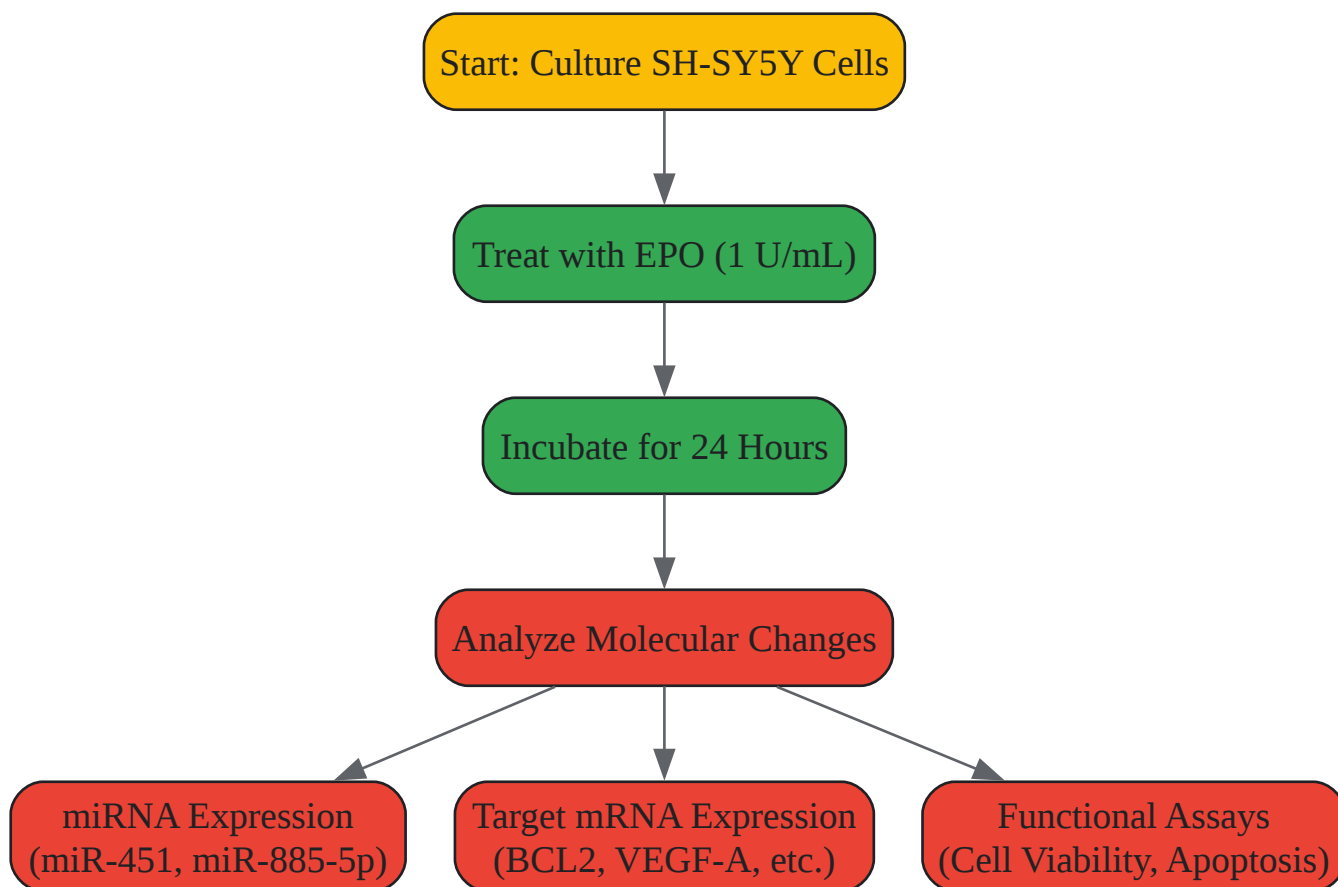 Start: Culture SH-SY5Y Cells
Treat with EPO (1 U/mL)
Incubate for 24 Hours
Analyze Molecular Changes
miRNA Expression
(miR-451, miR-885-5p)
Target mRNA Expression
(BCL2, VEGF-A, etc.)
Functional Assays
(Cell Viability, Apoptosis)